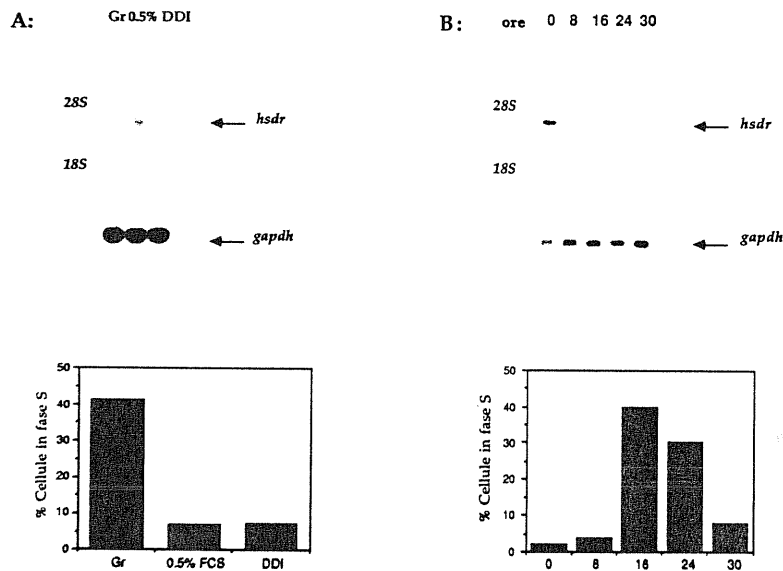 A:
Gr 0.5% DDI
28S
hsdr
18S
gapdh
% Cellule in fase S
50
40
30
20
10
0
Gr 0.5% FCS DDI
B:
ore 0 8 16 24 30
28S
hsdr
18S
gapdh
% Cellule in fase S
50
40
30
20
10
0
0 8 16 24 30